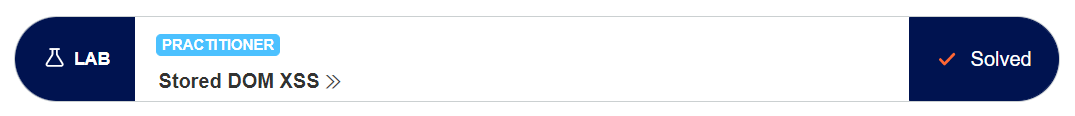 LAB
PRACTITIONER
Stored DOM XSS
Solved